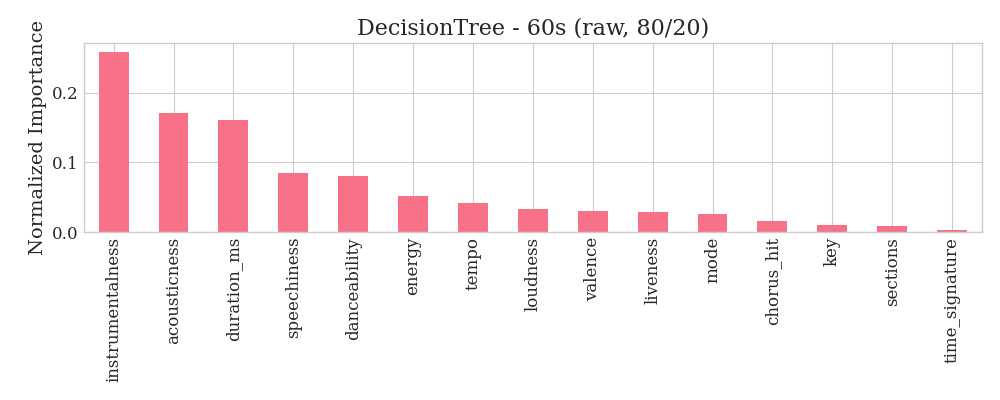 DecisionTree - 60s (raw, 80/20)
Normalized Importance
0.2
0.1
0.0
instrumentalness
acousticness
duration_ms
speechiness
danceability
energy
tempo
loudness
valence
liveness
mode
chorus_hit
key
sections
time_signature